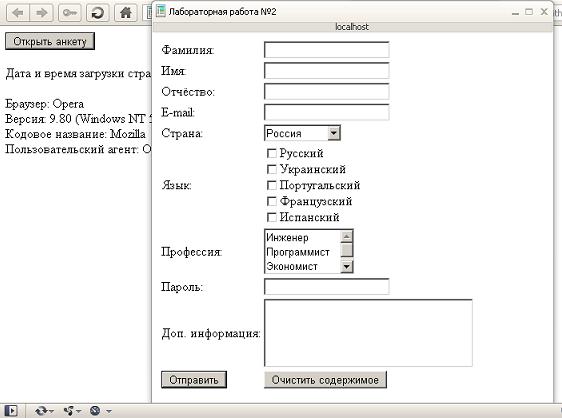 Лабораторная работа №2
localhost
Открыть анкету
Дата и время загрузки
Браузер: Opera
Версия: 9.80 (Windows NT
Кодовое название: Mozilla
Пользовательский агент:
Фамилия:
Имя:
Отчёство:
E-mail:
Страна: Россия
Язык:
Русский
Украинский
Португальский
Французский
Испанский
Профессия:
Инженер
Программист
Экономист
Пароль:
Доп. информация:
Отправить Очистить содержимое